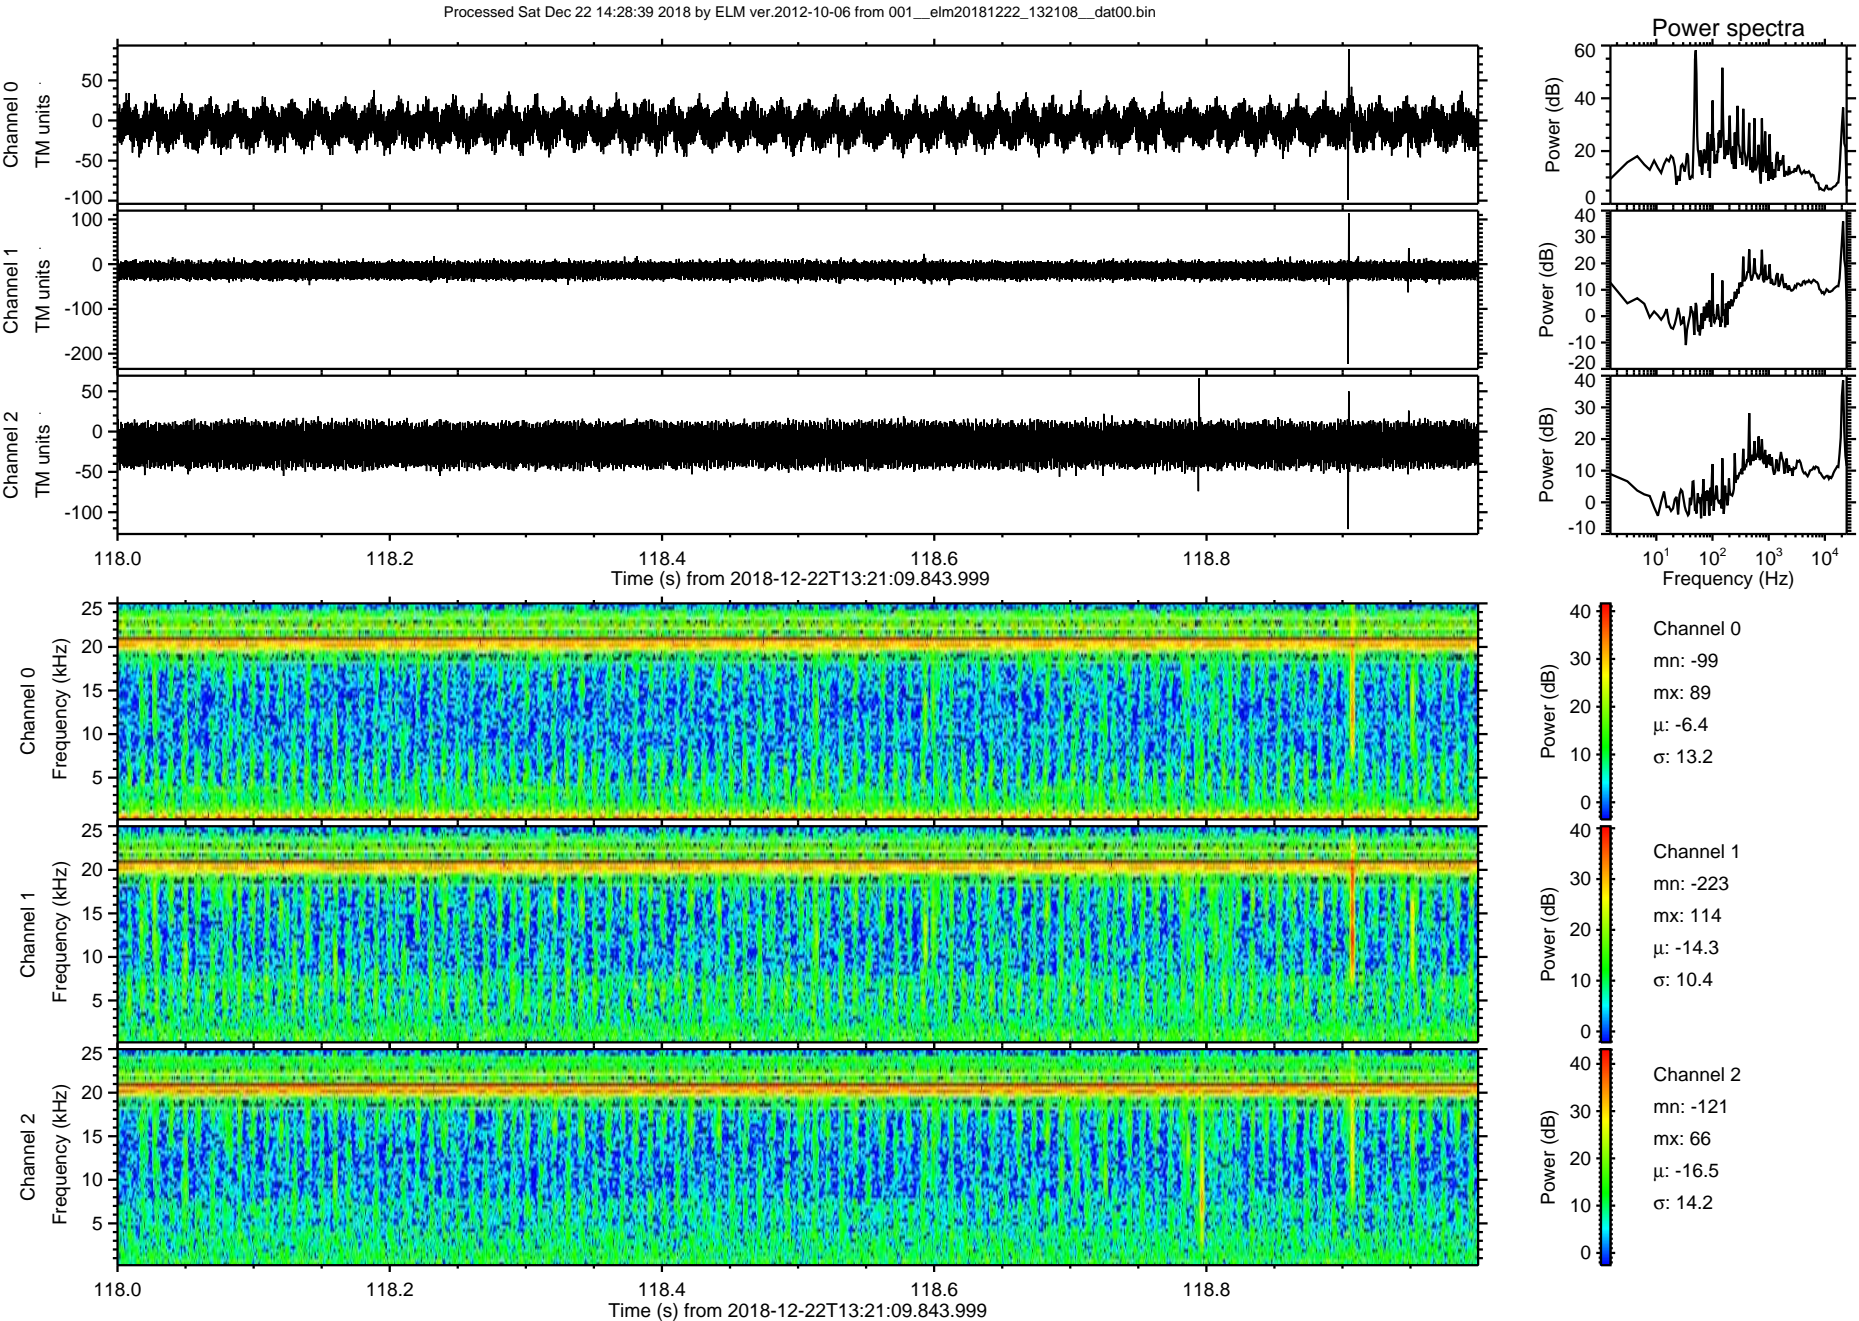 Processed Sat Dec 22 14:28:39 2018 by ELM ver.2012-10-06 from 001__elm20181222_132108__dat00.bin
Power spectra
Channel 0
TM units
50
0
-50
-100
Power (dB)
60
40
20
0
Channel 1
TM units
100
0
-100
-200
Power (dB)
40
30
20
10
0
-10
-20
Channel 2
TM units
50
0
-50
-100
Power (dB)
40
30
20
10
0
-10
118.0 118.2 118.4 118.6 118.8
Time (s) from 2018-12-22T13:21:09.843.999
10^1 10^2 10^3 10^4
Frequency (Hz)
Channel 0
Frequency (kHz)
25
20
15
10
5
Power (dB)
40
30
20
10
0
Channel 0
mn: -99
mx: 89
μ: -6.4
σ: 13.2
Channel 1
Frequency (kHz)
25
20
15
10
5
Power (dB)
40
30
20
10
0
Channel 1
mn: -223
mx: 114
μ: -14.3
σ: 10.4
Channel 2
Frequency (kHz)
25
20
15
10
5
Power (dB)
40
30
20
10
0
Channel 2
mn: -121
mx: 66
μ: -16.5
σ: 14.2
118.0 118.2 118.4 118.6 118.8
Time (s) from 2018-12-22T13:21:09.843.999